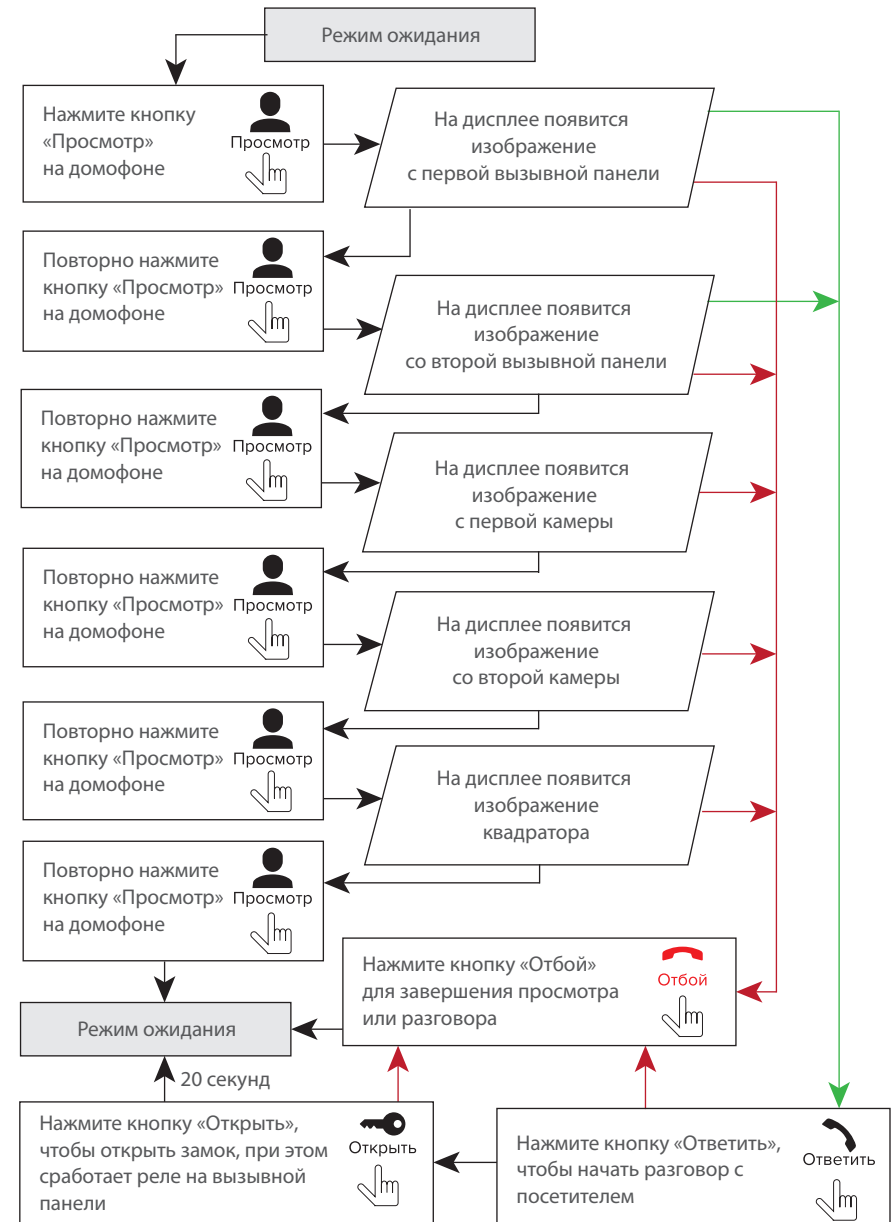 Режим ожидания
Нажмите кнопку
«Просмотр»
на домофоне
Просмотр
На дисплее появится
изображение
с первой вызывной панели
Повторно нажмите
кнопку «Просмотр»
на домофоне
Просмотр
На дисплее появится
изображение
со второй вызывной панели
Повторно нажмите
кнопку «Просмотр»
на домофоне
Просмотр
На дисплее появится
изображение
с первой камеры
Повторно нажмите
кнопку «Просмотр»
на домофоне
Просмотр
На дисплее появится
изображение
со второй камеры
Повторно нажмите
кнопку «Просмотр»
на домофоне
Просмотр
На дисплее появится
изображение
квадратора
Повторно нажмите
кнопку «Просмотр»
на домофоне
Просмотр
Нажмите кнопку «Отбой»
для завершения просмотра
или разговора
Отбой
Режим ожидания
20 секунд
Нажмите кнопку «Открыть»,
чтобы открыть замок, при этом
сработает реле на вызывной
панели
Открыть
Нажмите кнопку «Ответить»,
чтобы начать разговор с
посетителем
Ответить